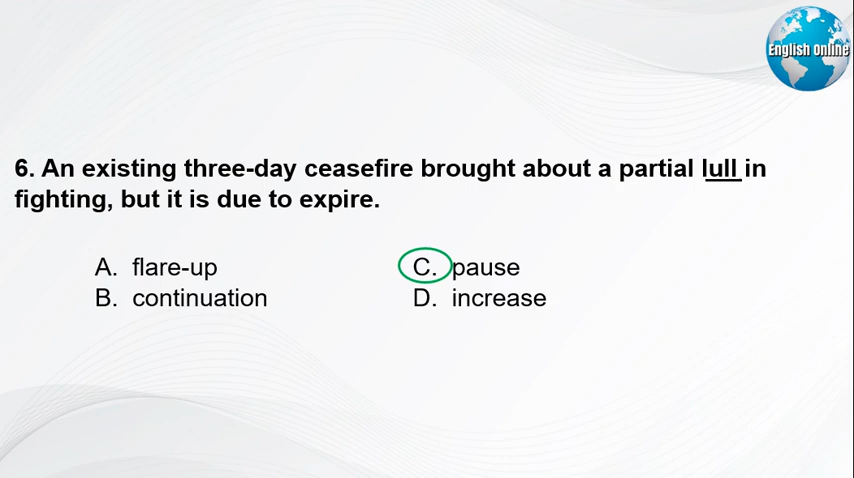 English Online
6. An existing three-day ceasefire brought about a partial lull in
fighting, but it is due to expire.
A. flare-up
B. continuation
C. pause
D. increase